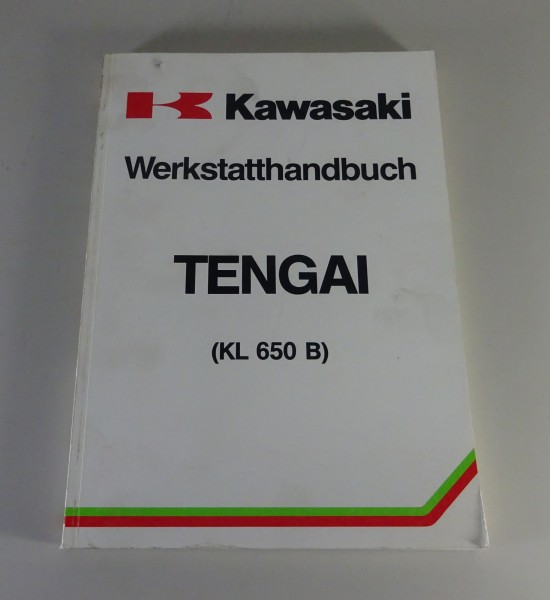 Kawasaki
Werkstatthandbuch
TENGAI
(KL 650 B)